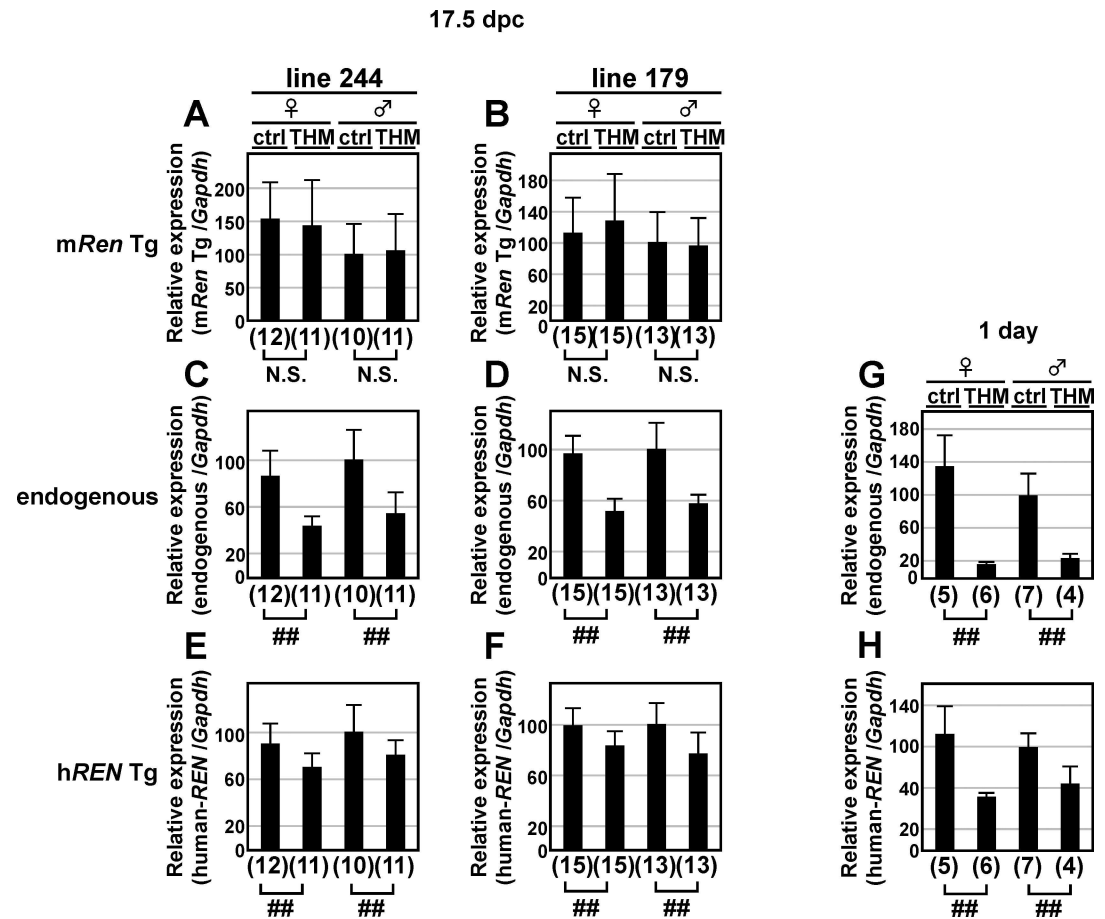 17.5 dpc
line 244
♀ ♂
ctrl THM ctrl THM
line 179
♀ ♂
ctrl THM ctrl THM
mRen Tg
A
Relative expression
(mRen Tg /Gapdh)
200
150
100
50
0
(12)(11) (10)(11)
N.S. N.S.
B
Relative expression
(mRen Tg /Gapdh)
180
140
100
60
20
0
(15)(15)(13)(13)
N.S. N.S.
endogenous
C
Relative expression
(endogenous /Gapdh)
100
60
20
0
(12)(11) (10)(11)
## ##
D
Relative expression
(endogenous /Gapdh)
100
60
20
0
(15)(15)(13)(13)
## ##
1 day
G
♀ ♂
ctrl THM ctrl THM
Relative expression
(endogenous /Gapdh)
180
140
100
60
20
0
(5) (6) (7) (4)
## ##
hREN Tg
E
Relative expression
(human-REN /Gapdh)
100
60
20
0
(12)(11) (10)(11)
## ##
F
Relative expression
(human-REN /Gapdh)
100
60
20
0
(15)(15)(13)(13)
## ##
H
Relative expression
(human-REN /Gapdh)
140
100
40
20
0
(5) (6) (7) (4)
## ##